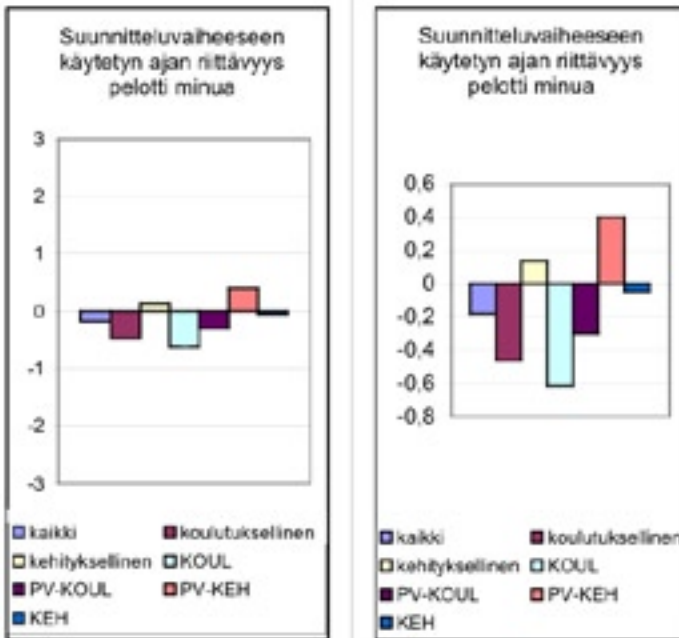 Suunnitteluvaiheeseen
käytetyn ajan riittävyys
pelotti minua
3
2
1
0
-1
-2
-3
kaikki koulutuksellinen
kehityksellinen KOUL
PV-KOUL PV-KEH
KEH
Suunnitteluvaiheeseen
käytetyn ajan riittävyys
pelotti minua
0,6
0,4
0,2
0
-0,2
-0,4
-0,6
-0,8
kaikki koulutuksellinen
kehityksellinen KOUL
PV-KOUL PV-KEH
KEH